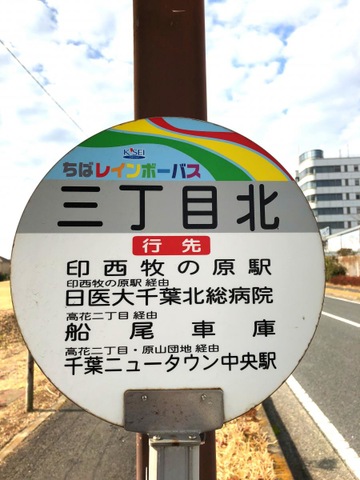 KEISEI
ちばレインボーバス
三丁目北
行先
印西牧の原駅
印西牧の原駅 経由
日医大千葉北総病院
高花二丁目 経由
船尾車庫
高花二丁目・原山団地 経由
千葉ニュータウン中央駅